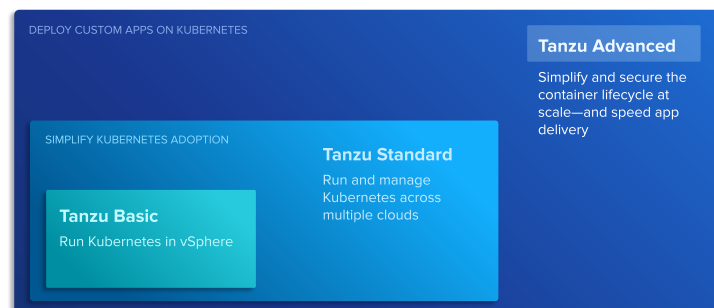 DEPLOY CUSTOM APPS ON KUBERNETES
Tanzu Advanced
Simplify and secure the
container lifecycle at
scale—and speed app
delivery
SIMPLIFY KUBERNETES ADOPTION
Tanzu Standard
Run and manage
Kubernetes across
multiple clouds
Tanzu Basic
Run Kubernetes in vSphere